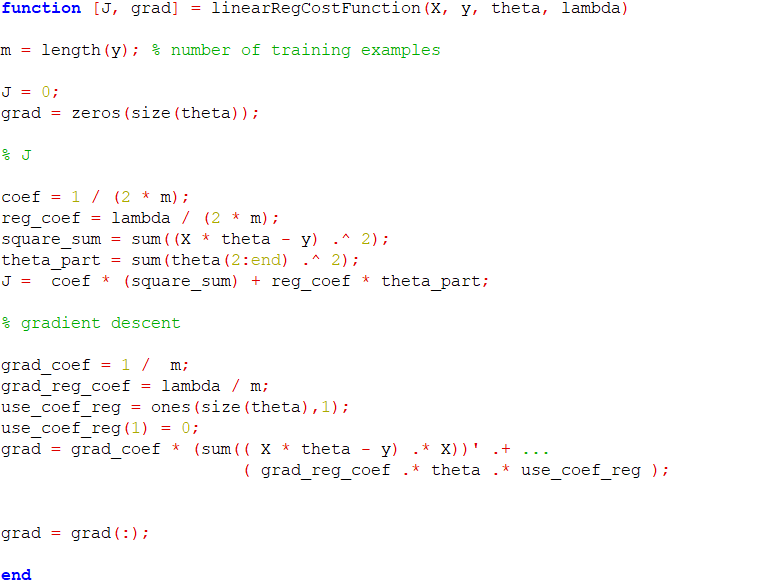 function [J, grad] = linearRegCostFunction(X, y, theta, lambda)
m = length(y); % number of training examples
J = 0;
grad = zeros(size(theta));
% J
coef = 1 / (2 * m);
reg_coef = lambda / (2 * m);
square_sum = sum((X * theta - y) .^ 2);
theta_part = sum(theta(2:end) .^ 2);
J =  coef * (square_sum) + reg_coef * theta_part;
% gradient descent
grad_coef = 1 /  m;
grad_reg_coef = lambda / m;
use_coef_reg = ones(size(theta),1);
use_coef_reg(1) = 0;
grad = grad_coef * (sum(( X * theta - y) .* X))' .+ ...
( grad_reg_coef .* theta .* use_coef_reg );
grad = grad(:);
end